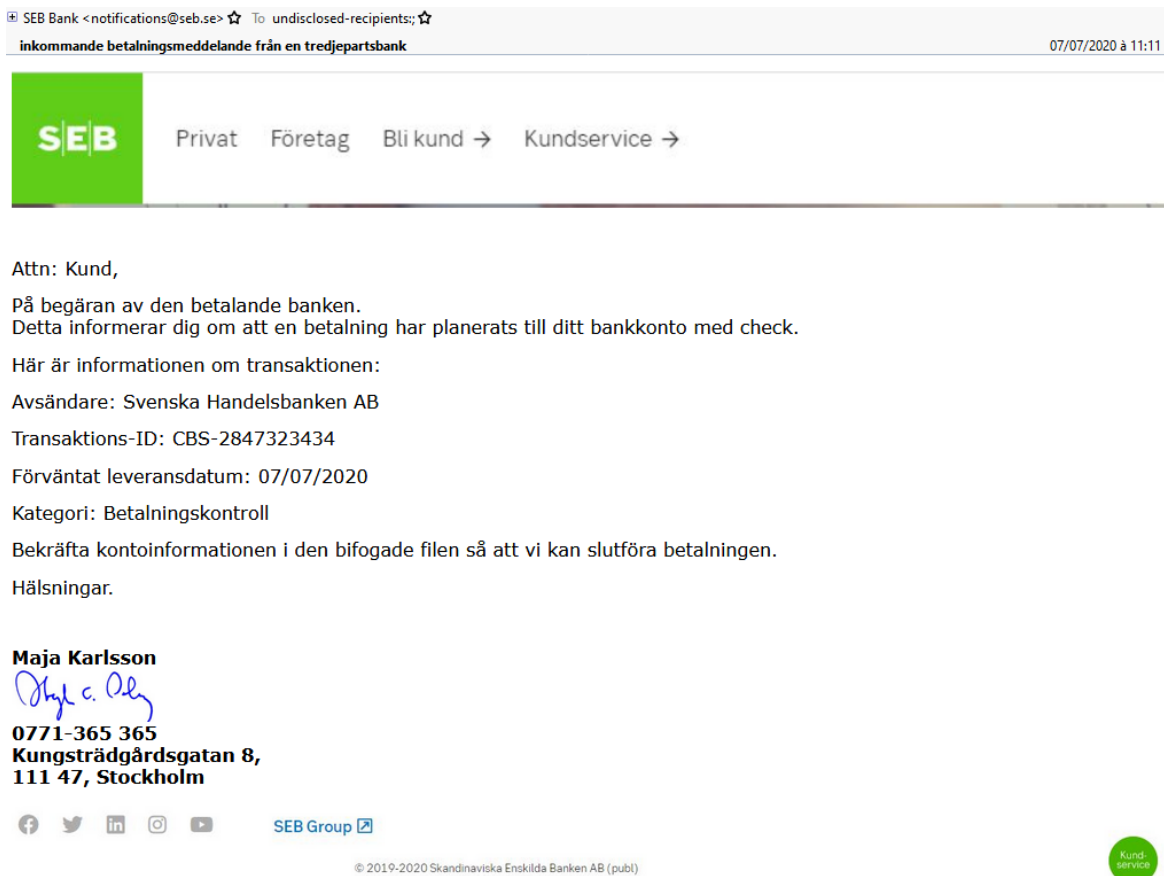 SEB Bank <notifications@seb.se> To undisclosed-recipients:;
inkommande betalningsmeddelande från en tredjepartsbank 07/07/2020 à 11:11
SEB Privat Företag Bli kund → Kundservice →
Attn: Kund,
På begäran av den betalande banken.
Detta informerar dig om att en betalning har planerats till ditt bankkonto med check.
Här är informationen om transaktionen:
Avsändare: Svenska Handelsbanken AB
Transaktions-ID: CBS-2847323434
Förväntat leveransdatum: 07/07/2020
Kategori: Betalningskontroll
Bekräfta kontoinformationen i den bifogade filen så att vi kan slutföra betalningen.
Hälsningar.
Maja Karlsson
0771-365 365
Kungsträdgårdsgatan 8,
111 47, Stockholm
SEB Group
© 2019-2020 Skandinaviska Enskilda Banken AB (publ)
Kund-
service